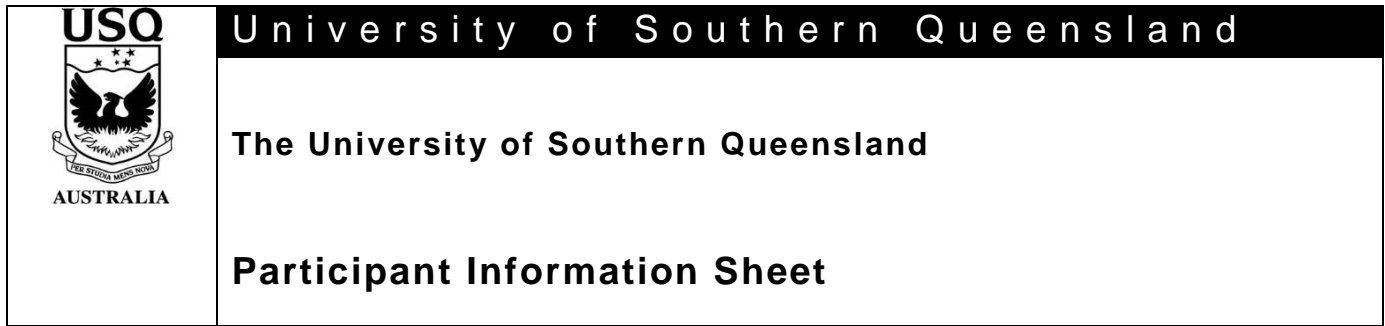 USQ
PER STUDIA MENS NOVA
AUSTRALIA
University of Southern Queensland
The University of Southern Queensland
Participant Information Sheet